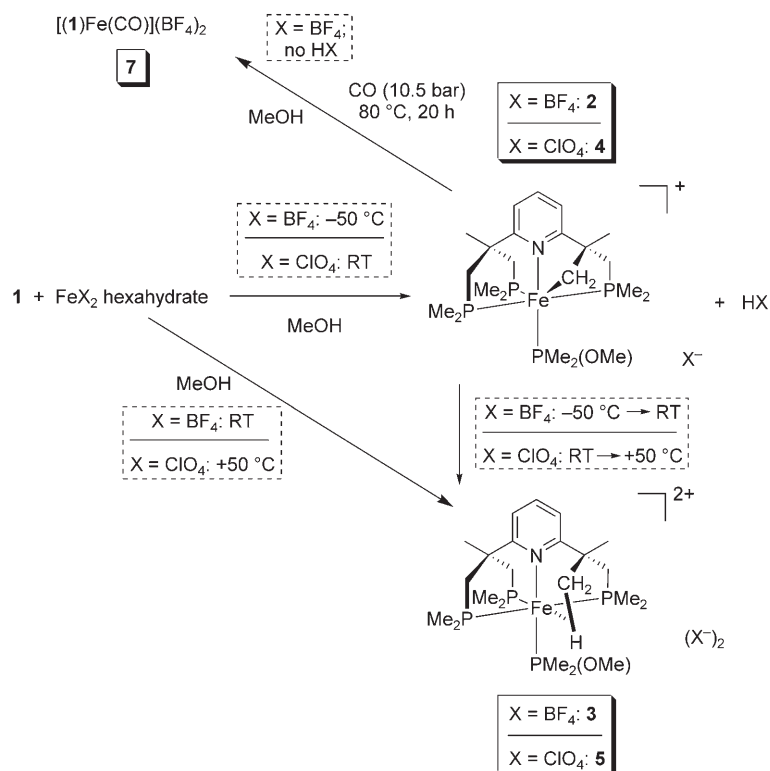 [(1)Fe(CO)](BF₄)₂
7
X = BF₄;
no HX
CO (10.5 bar)
80 °C, 20 h
MeOH
X = BF₄: 2
X = ClO₄: 4
X = BF₄: –50 °C
X = ClO₄: RT
1 + FeX₂ hexahydrate
MeOH
+
N
CH₂
Me₂P
Fe
PMe₂
Me₂P
PMe₂(OMe)
X⁻
+ HX
MeOH
X = BF₄: RT
X = ClO₄: +50 °C
X = BF₄: –50 °C → RT
X = ClO₄: RT → +50 °C
2+
N
CH₂
Me₂P
Fe
PMe₂
Me₂P
H
PMe₂(OMe)
(X⁻)₂
X = BF₄: 3
X = ClO₄: 5